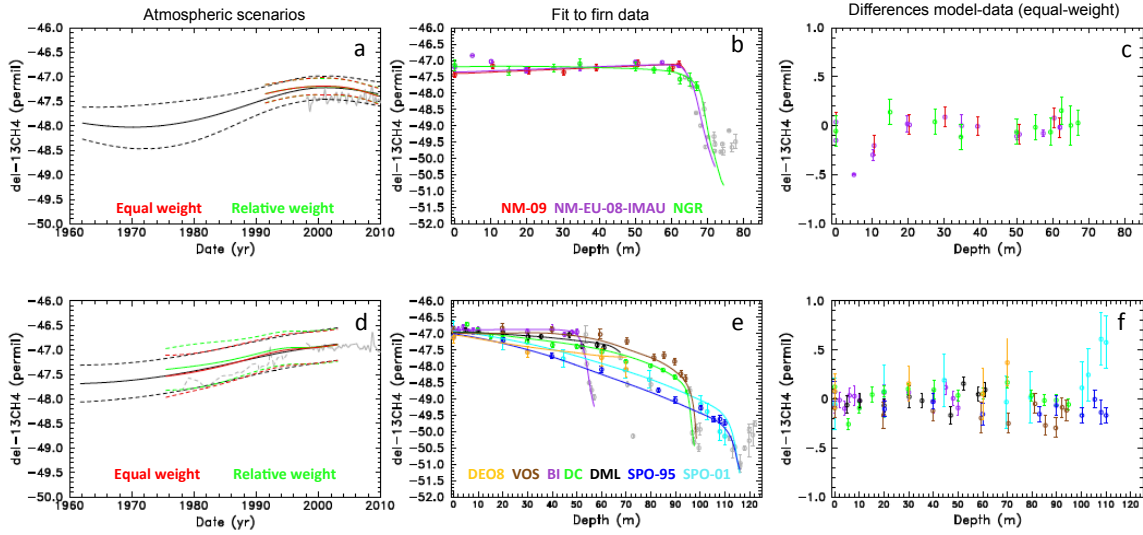 Atmospheric scenarios
Fit to firn data
Differences model-data (equal-weight)
a
del-13CH4 (permil)
-46.0
-46.5
-47.0
-47.5
-48.0
-48.5
-49.0
-49.5
-50.0
Equal weight Relative weight
1960 1970 1980 1990 2000 2010
Date (yr)
b
del-13CH4 (permil)
-45.0
-45.5
-46.0
-46.5
-47.0
-47.5
-48.0
-48.5
-49.0
-49.5
-50.0
-50.5
-51.0
-51.5
-52.0
NM-09 NM-EU-08-IMAU NGR
0 10 20 30 40 50 60 70 80
Depth (m)
c
del-13CH4 (permil)
1.0
.5
0
-.5
-1.0
0 10 20 30 40 50 60 70 80
Depth (m)
d
del-13CH4 (permil)
-46.0
-46.5
-47.0
-47.5
-48.0
-48.5
-49.0
-49.5
-50.0
Equal weight Relative weight
1960 1970 1980 1990 2000 2010
Date (yr)
e
del-13CH4 (permil)
-46.0
-46.5
-47.0
-47.5
-48.0
-48.5
-49.0
-49.5
-50.0
-50.5
-51.0
-51.5
-52.0
DEO8 VOS BI DC DML SPO-95 SPO-01
0 10 20 30 40 50 60 70 80 90 100 110 120
Depth (m)
f
del-13CH4 (permil)
1.0
.5
0
-.5
-1.0
0 10 20 30 40 50 60 70 80 90 100 110 120
Depth (m)